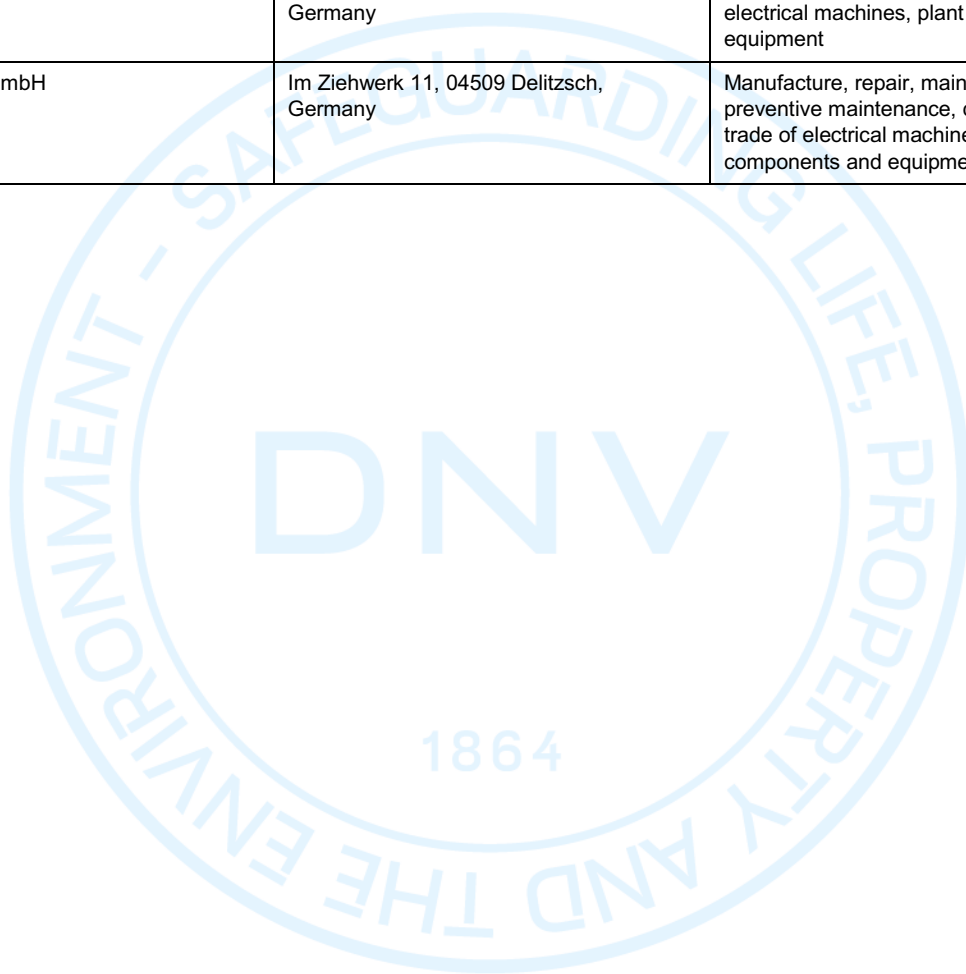 Germany
electrical machines, plant
equipment
mbH
Im Ziehwerk 11, 04509 Delitzsch,
Germany
Manufacture, repair, main
preventive maintenance,
trade of electrical machine
components and equipme
SAFEGUARDING LIFE, PROPERTY AND THE ENVIRONMENT -
DNV
1864